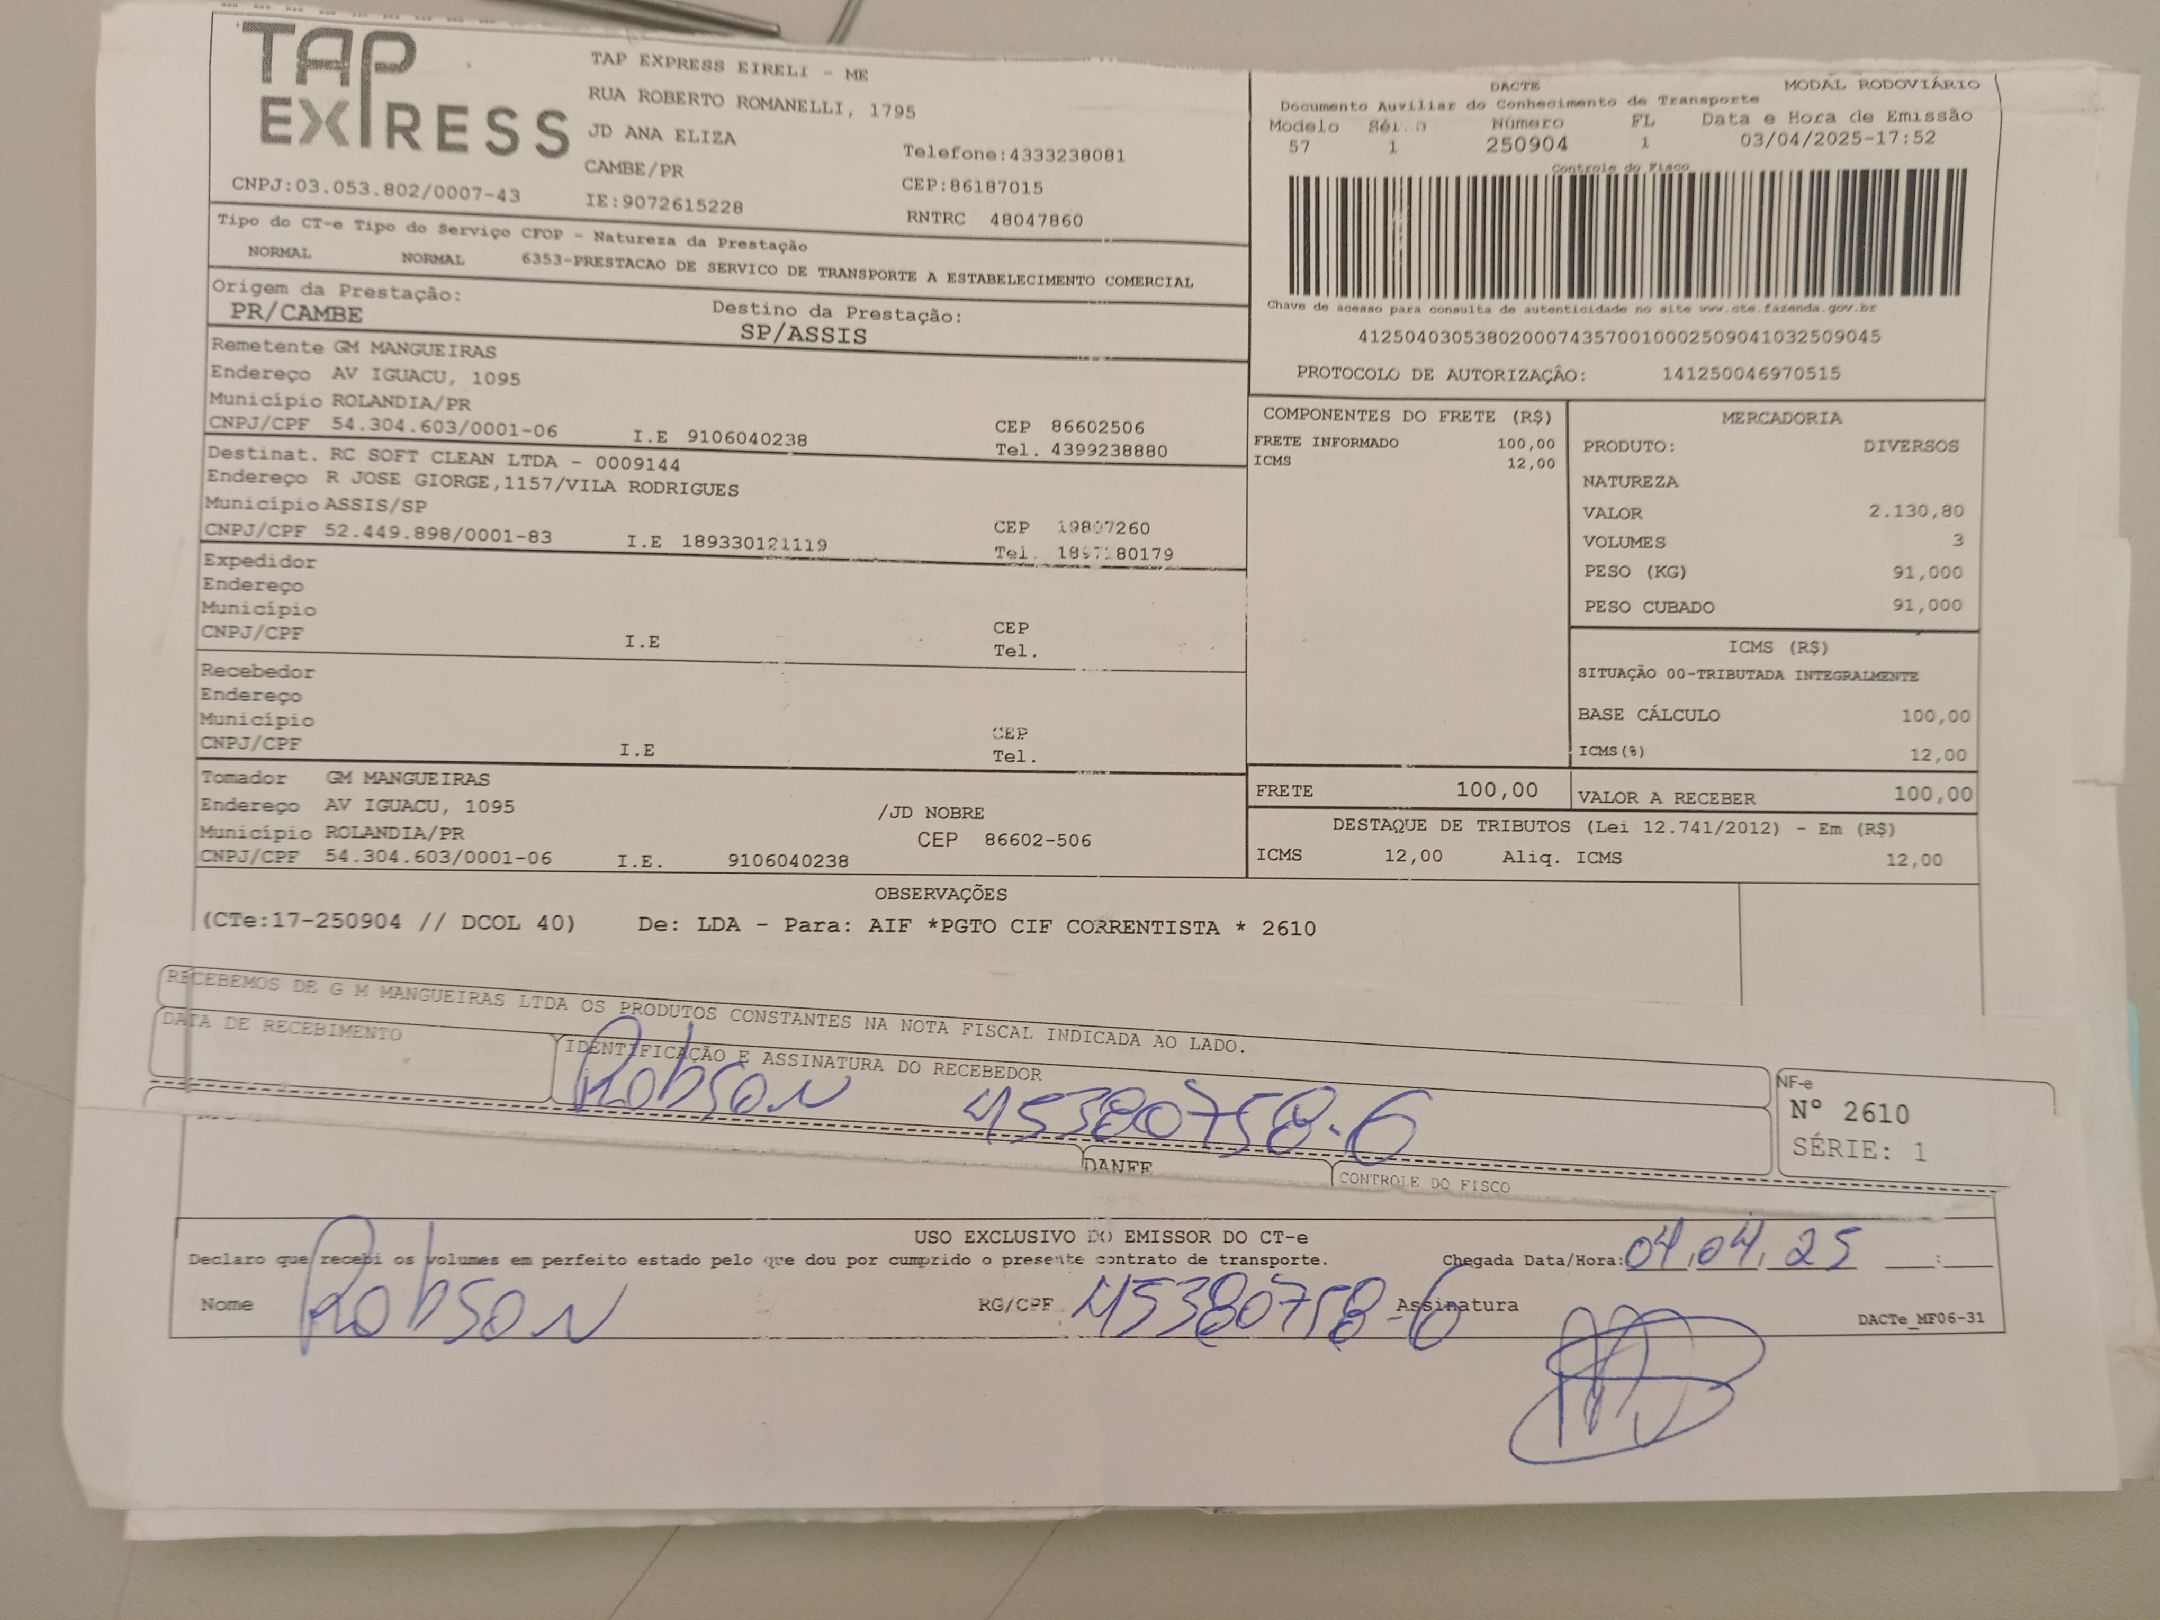 TAP
EXPRESS
TAP EXPRESS EIRELI - ME
RUA ROBERTO ROMANELLI, 1795
JD ANA ELIZA
Telefone:4333238081
CAMBE/PR
CEP:86187015
CNPJ:03.053.802/0007-43
IE:9072615228
RNTRC 48047860
DACTE MODAL RODOVIÁRIO
Documento Auxiliar do Conhecimento de Transporte
Modelo Número FL Data e Hora de Emissão
57 1 250904 1 03/04/2025-17:52
Controle do Fisco
Chave de acesso para consulta de autenticidade no site www.cte.fazenda.gov.br
41250403053802000743570010002509041032509045
PROTOCOLO DE AUTORIZAÇÃO: 141250046970515
Tipo do CT-e Tipo do Serviço CFOP - Natureza da Prestação
NORMAL NORMAL 6353-PRESTACAO DE SERVICO DE TRANSPORTE A ESTABELECIMENTO COMERCIAL
Origem da Prestação: Destino da Prestação:
PR/CAMBE SP/ASSIS
Remetente GM MANGUEIRAS
Endereço AV IGUACU, 1095
Município ROLANDIA/PR
CEP 86602506
CNPJ/CPF 54.304.603/0001-06 I.E 9106040238
Tel. 4399238880
Destinat. RC SOFT CLEAN LTDA - 0009144
Endereço R JOSE GIORGE,1157/VILA RODRIGUES
Município ASSIS/SP
CEP 19807260
CNPJ/CPF 52.449.898/0001-83 I.E 189330121119
Tel.
Expedidor
Endereço
Município
CEP
CNPJ/CPF I.E
Tel.
Recebedor
Endereço
Município
CEP
CNPJ/CPF I.E
Tel.
Tomador GM MANGUEIRAS
Endereço AV IGUACU, 1095 /JD NOBRE
Município ROLANDIA/PR CEP 86602-506
CNPJ/CPF 54.304.603/0001-06 I.E. 9106040238
COMPONENTES DO FRETE (R$)
FRETE INFORMADO 100,00
ICMS 12,00
FRETE 100,00
MERCADORIA
PRODUTO: DIVERSOS
NATUREZA
VALOR 2.130,80
VOLUMES 3
PESO (KG) 91,000
PESO CUBADO 91,000
ICMS (R$)
SITUAÇÃO 00-TRIBUTADA INTEGRALMENTE
BASE CÁLCULO 100,00
ICMS(%) 12,00
VALOR A RECEBER 100,00
DESTAQUE DE TRIBUTOS (Lei 12.741/2012) - Em (R$)
ICMS 12,00 Aliq. ICMS 12,00
OBSERVAÇÕES
(CTe:17-250904 // DCOL 40) De: LDA - Para: AIF *PGTO CIF CORRENTISTA * 2610
RECEBEMOS DE G M MANGUEIRAS LTDA OS PRODUTOS CONSTANTES NA NOTA FISCAL INDICADA AO LADO.
DATA DE RECEBIMENTO
IDENTIFICAÇÃO E ASSINATURA DO RECEBEDOR
Robson 45380758-6
NF-e
Nº 2610
SÉRIE: 1
DANFE
CONTROLE DO FISCO
USO EXCLUSIVO DO EMISSOR DO CT-e
Declaro que recebi os volumes em perfeito estado pelo que dou por cumprido o presente contrato de transporte. Chegada Data/Hora: 04.04.25 :
Nome Robson RG/CPF 45380758-6 Assinatura
DACTe_MF06-31